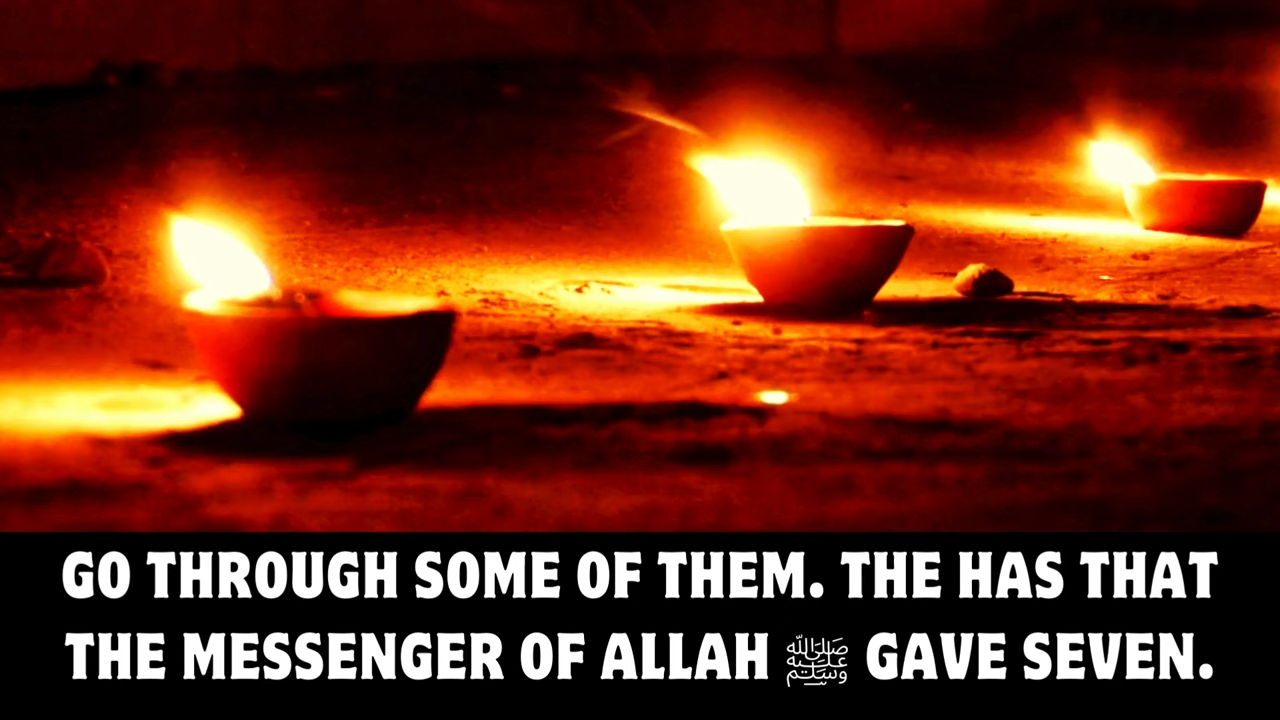 GO THROUGH SOME OF THEM. THE HAS THAT
THE MESSENGER OF ALLAH ﷺ GAVE SEVEN.